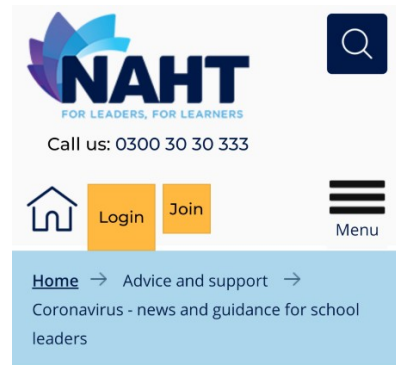 NAHT
FOR LEADERS, FOR LEARNERS
Call us: 0300 30 30 333
Login
Join
Menu
Home → Advice and support →
Coronavirus - news and guidance for school
leaders